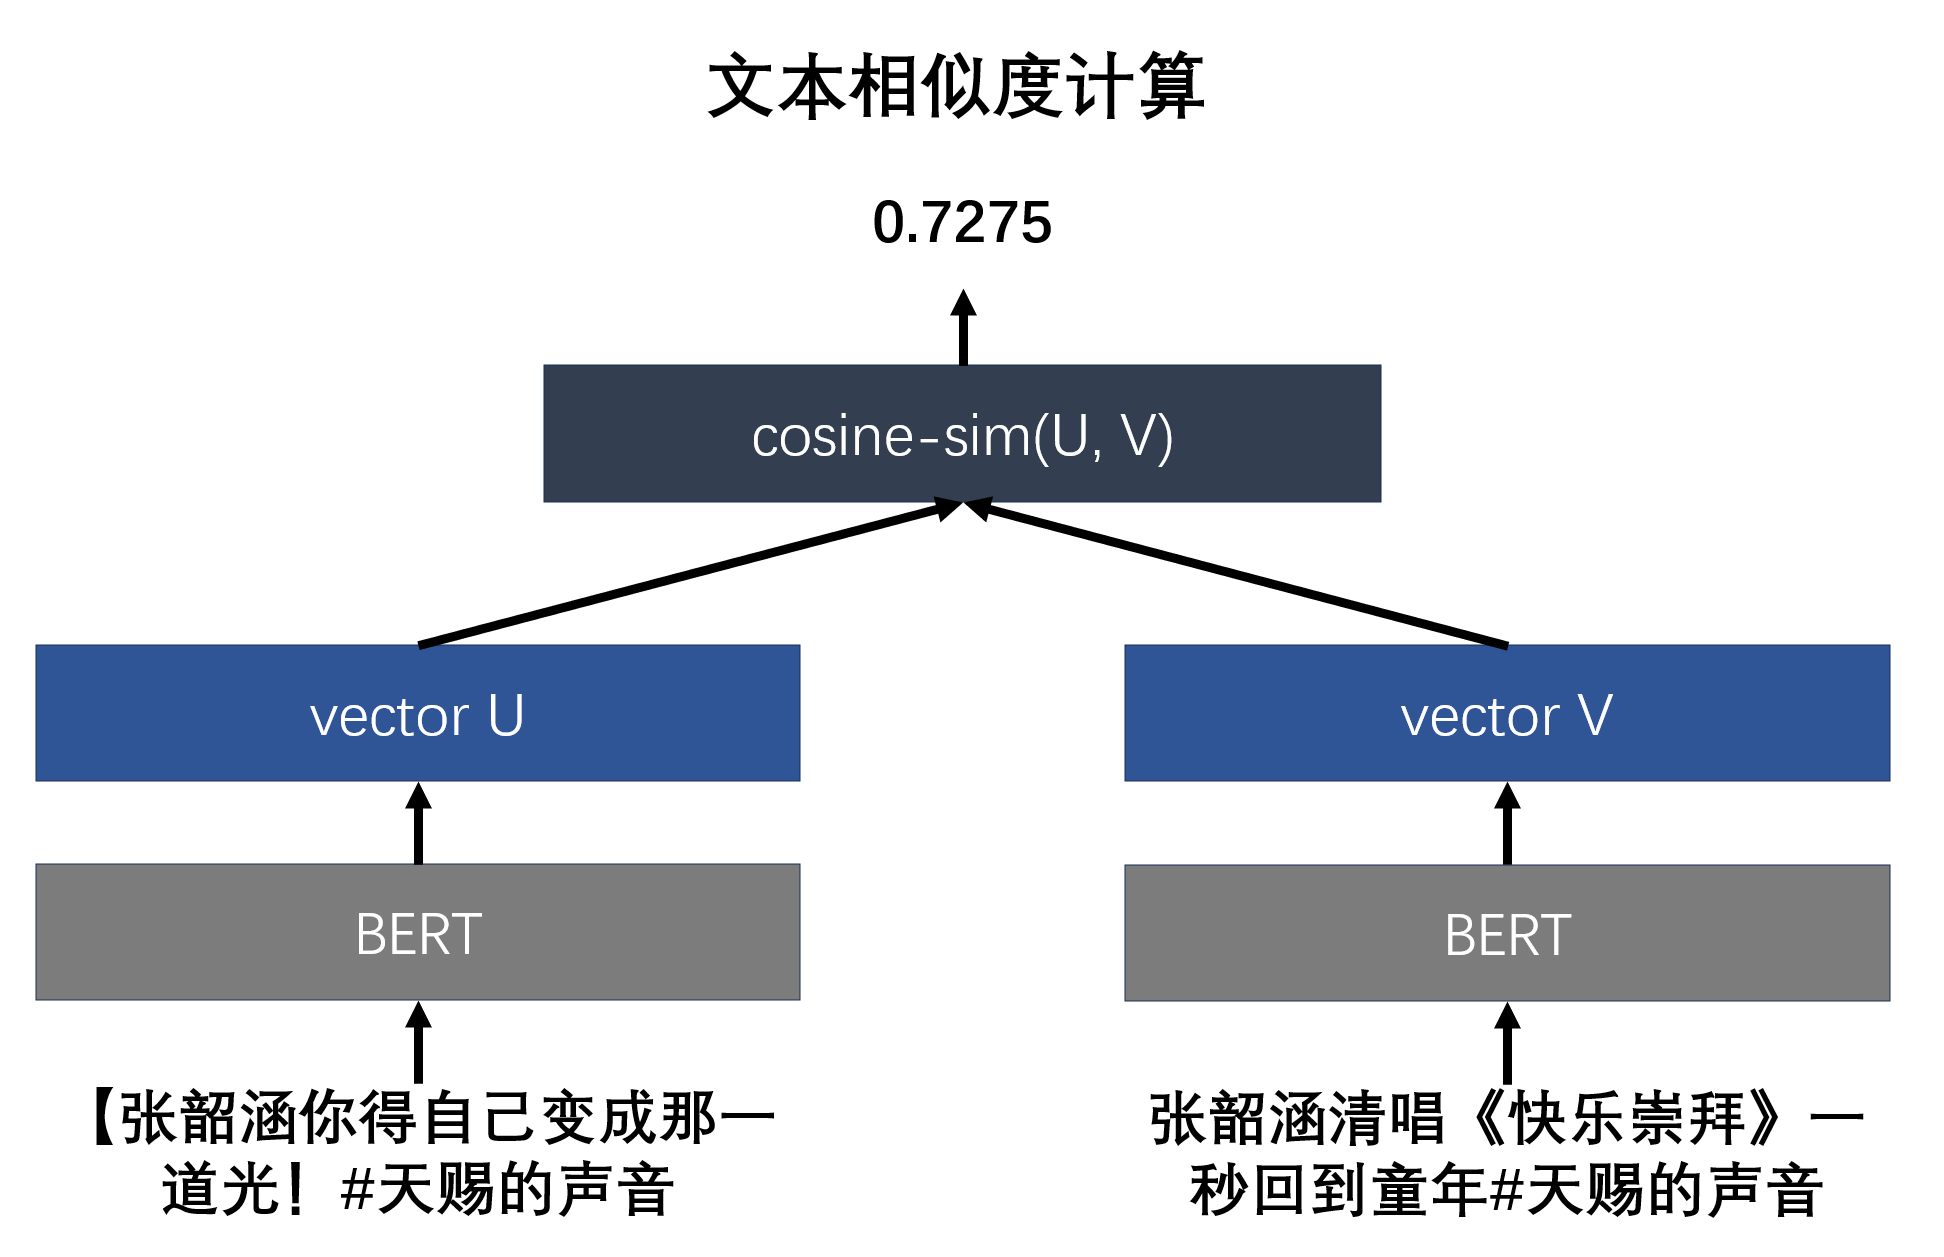 文本相似度计算
0.7275
cosine-sim(U, V)
vector U
vector V
BERT
BERT
【张韶涵你得自己变成那一
道光！#天赐的声音
张韶涵清唱《快乐崇拜》一
秒回到童年#天赐的声音